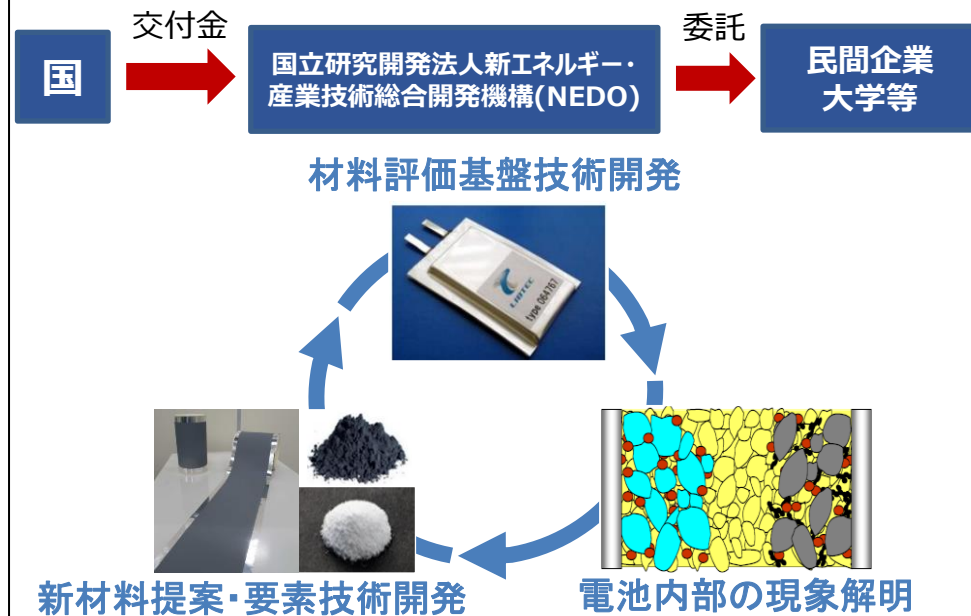 交付金
委託
国
国立研究開発法人新エネルギー・
産業技術総合開発機構(NEDO)
民間企業
大学等
材料評価基盤技術開発
LIBTEC
type 064767
新材料提案・要素技術開発
電池内部の現象解明